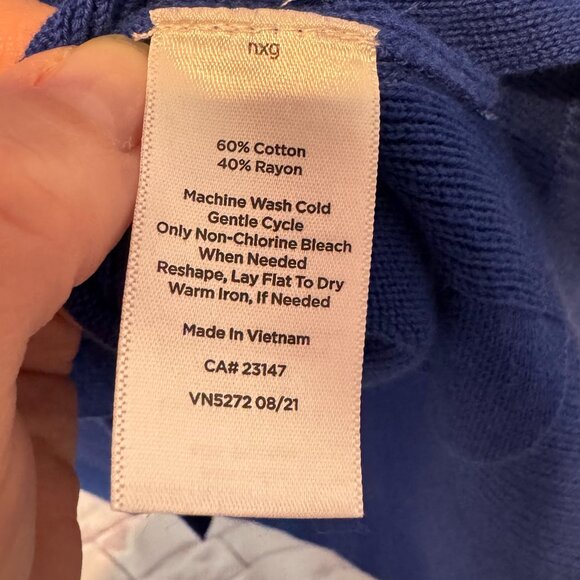 nxg
60% Cotton
40% Rayon
Machine Wash Cold
Gentle Cycle
Only Non-Chlorine Bleach
When Needed
Reshape, Lay Flat To Dry
Warm Iron, If Needed
Made In Vietnam
CA# 23147
VN5272 08/21